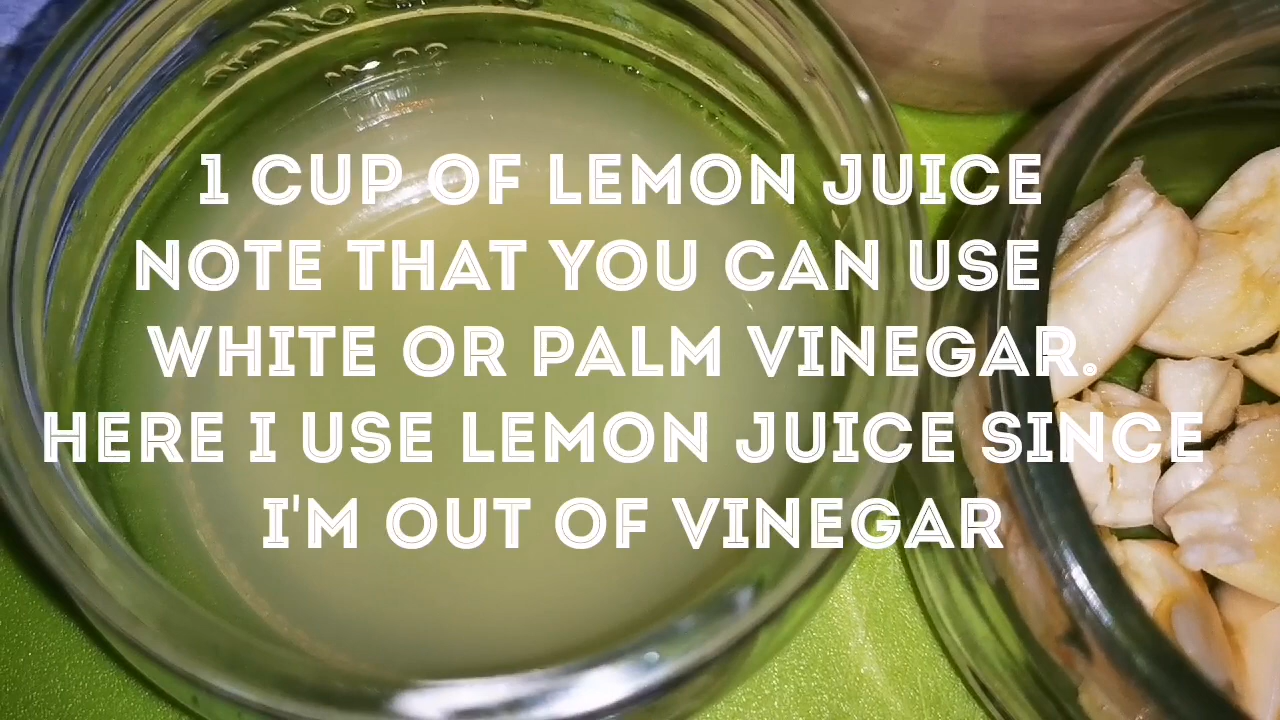 1 CUP OF LEMON JUICE
NOTE THAT YOU CAN USE
WHITE OR PALM VINEGAR.
HERE I USE LEMON JUICE SINCE
I'M OUT OF VINEGAR